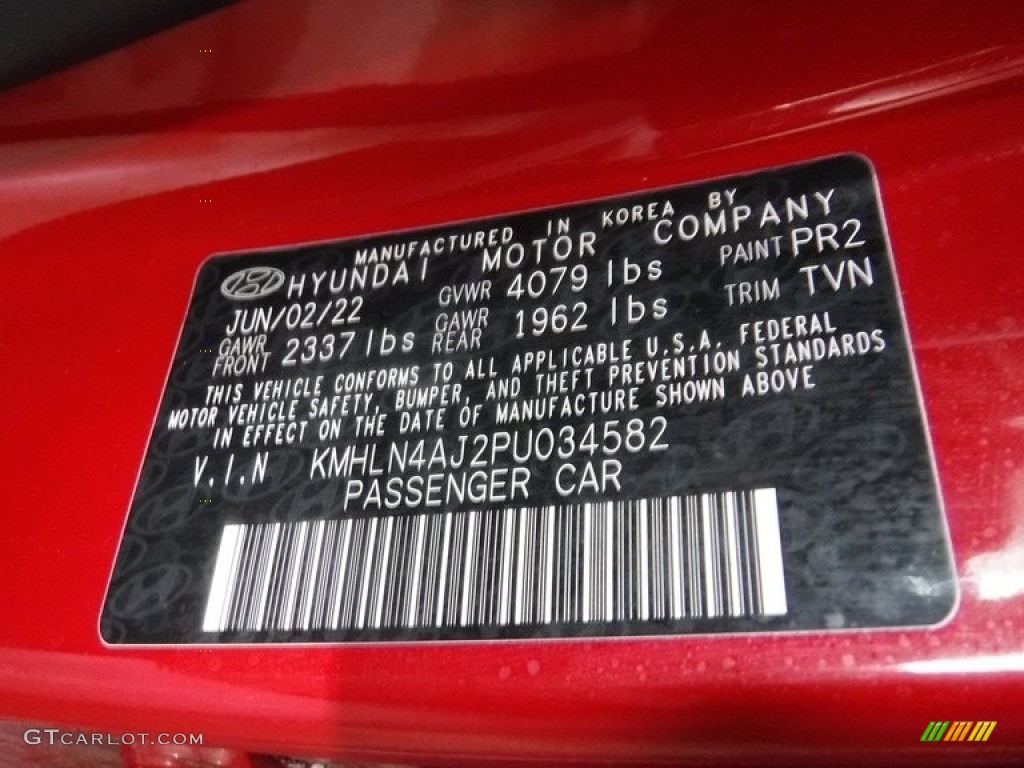 MANUFACTURED IN KOREA BY
HYUNDAI MOTOR COMPANY
JUN/02/22 GVWR 4079 lbs PAINT PR2
GAWR FRONT 2337 lbs GAWR REAR 1962 lbs TRIM TVN
THIS VEHICLE CONFORMS TO ALL APPLICABLE U.S.A. FEDERAL
MOTOR VEHICLE SAFETY, BUMPER, AND THEFT PREVENTION STANDARDS
IN EFFECT ON THE DATE OF MANUFACTURE SHOWN ABOVE
V.I.N KMHLN4AJ2PU034582
PASSENGER CAR
GTCARLOT.COM